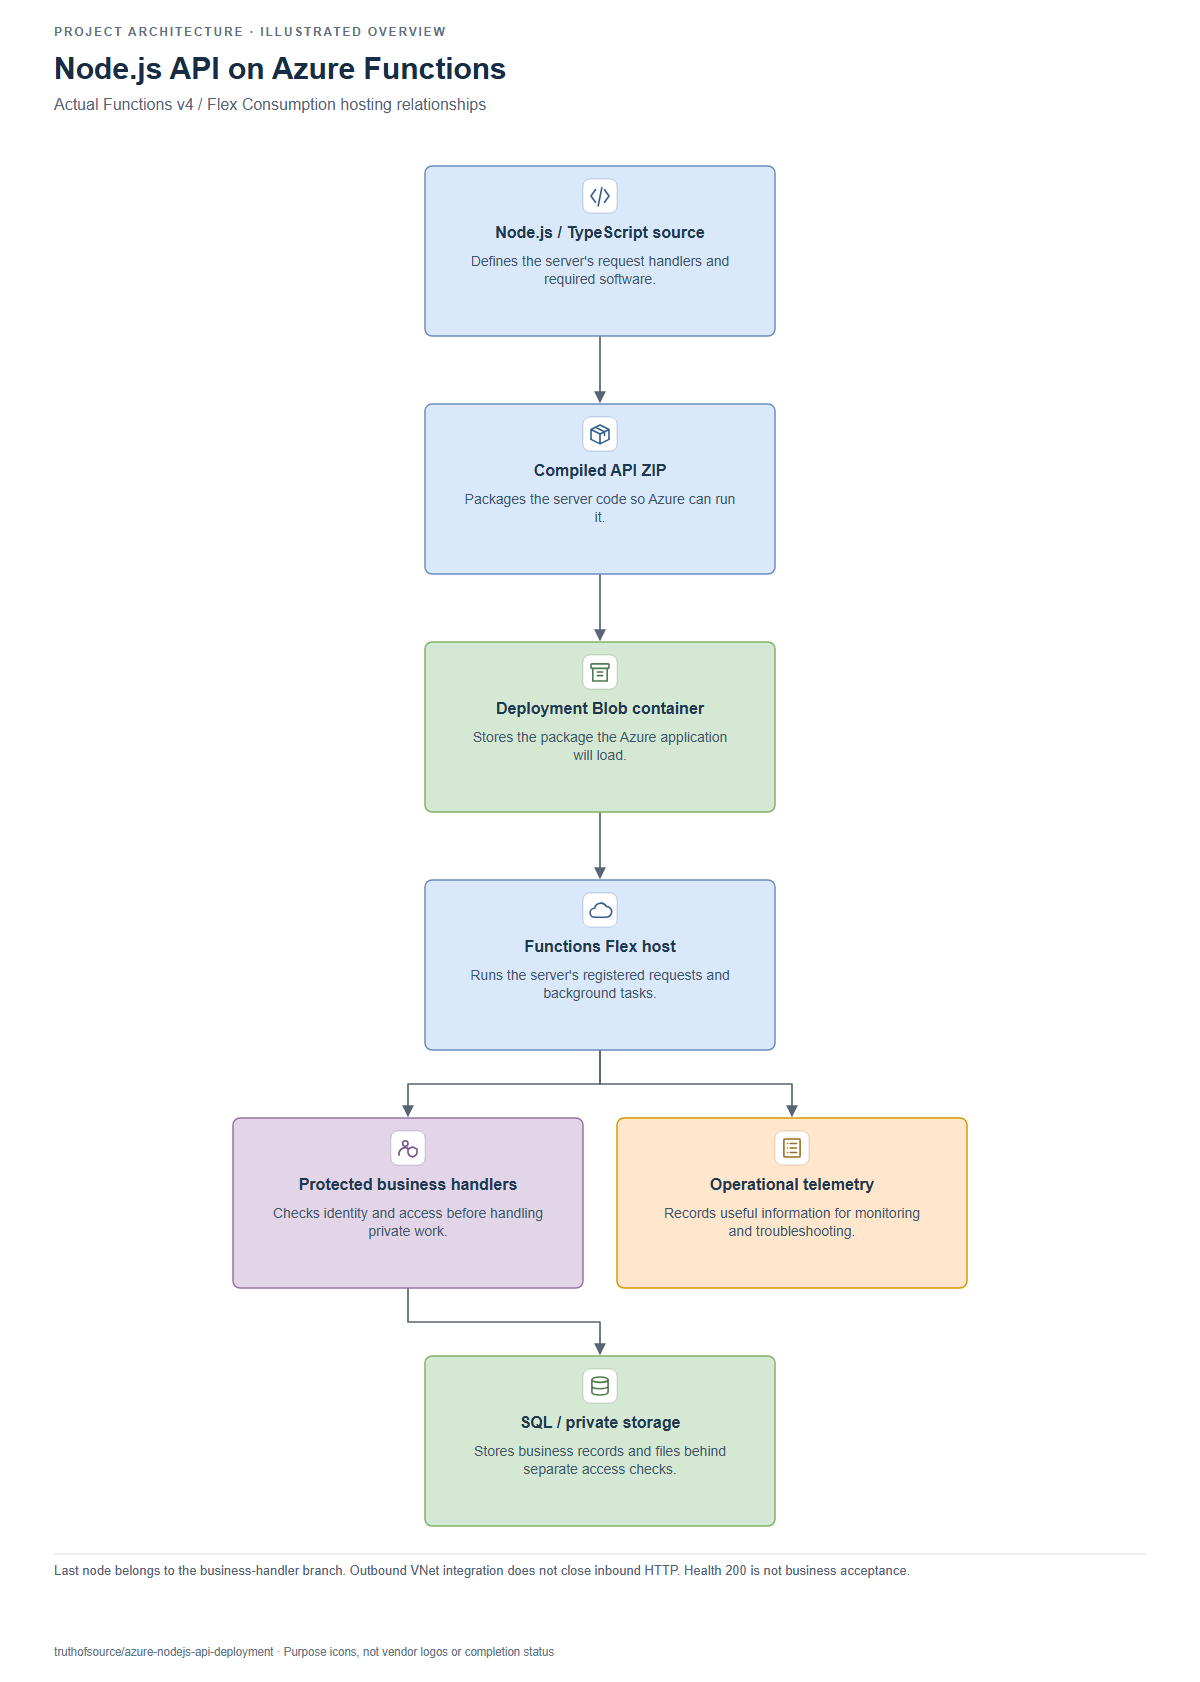 PROJECT ARCHITECTURE · ILLUSTRATED OVERVIEW
Node.js API on Azure Functions
Actual Functions v4 / Flex Consumption hosting relationships
Node.js / TypeScript source
Defines the server's request handlers and
required software.
Compiled API ZIP
Packages the server code so Azure can run
it.
Deployment Blob container
Stores the package the Azure application
will load.
Functions Flex host
Runs the server's registered requests and
background tasks.
Protected business handlers
Checks identity and access before handling
private work.
Operational telemetry
Records useful information for monitoring
and troubleshooting.
SQL / private storage
Stores business records and files behind
separate access checks.
Last node belongs to the business-handler branch. Outbound VNet integration does not close inbound HTTP. Health 200 is not business acceptance.
truthofsource/azure-nodejs-api-deployment · Purpose icons, not vendor logos or completion status